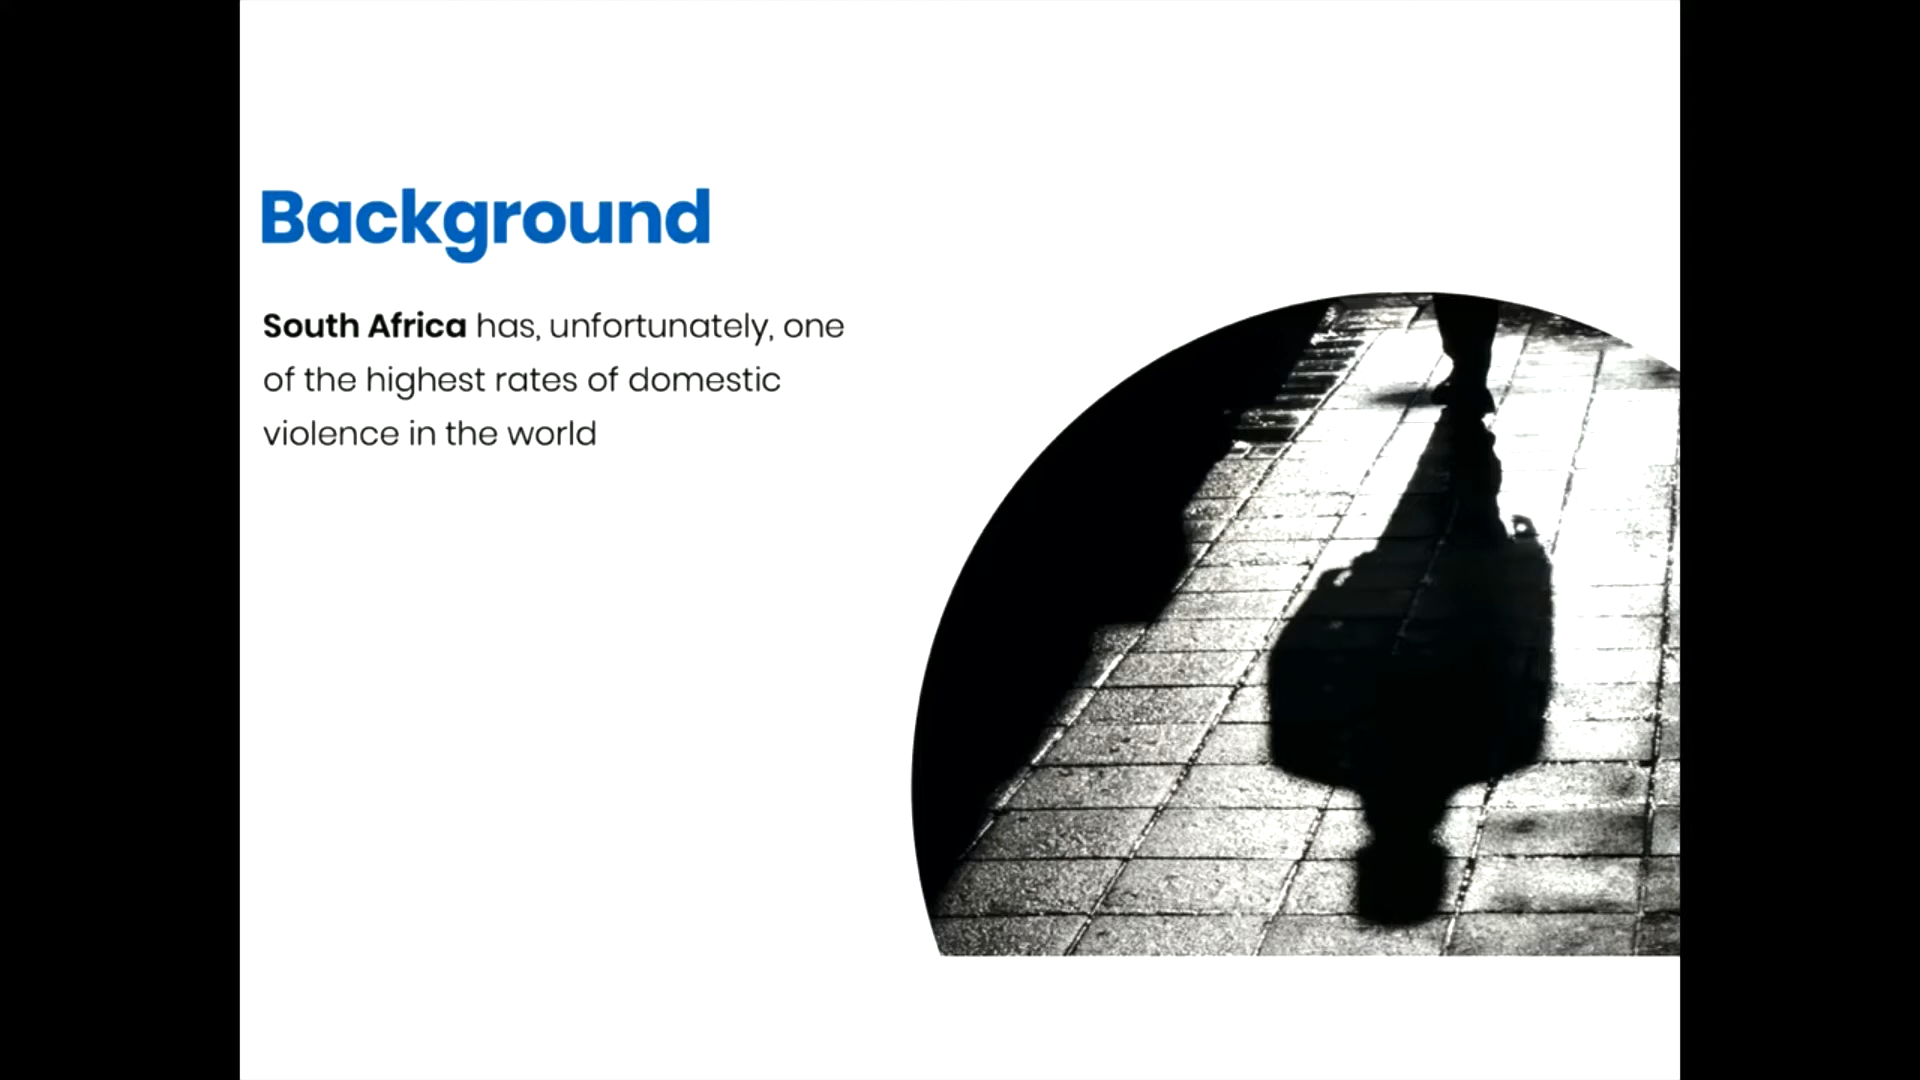 Background
South Africa has, unfortunately, one
of the highest rates of domestic
violence in the world